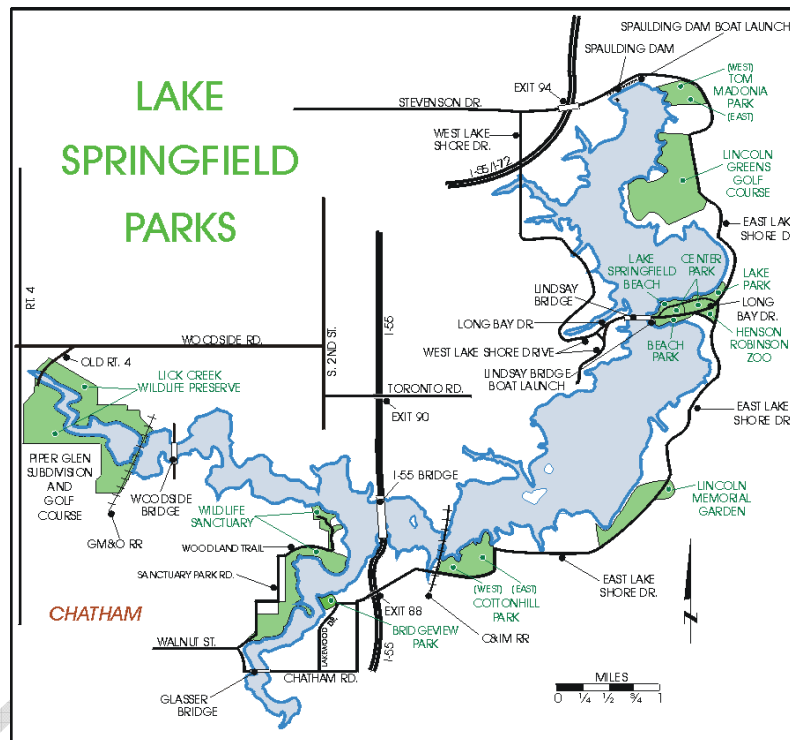 LAKE
SPRINGFIELD
PARKS
SPAULDING DAM BOAT LAUNCH
SPAULDING DAM
EXIT 94
(WEST)
TOM
MADONIA
PARK
(EAST)
STEVENSON DR.
WEST LAKE
SHORE DR.
I-55/I-72
LINCOLN
GREENS
GOLF
COURSE
EAST LAKE
SHORE DR
LAKE
SPRINGFIELD
BEACH
CENTER
PARK
LAKE
PARK
LINDSAY
BRIDGE
LONG
BAY DR.
LONG BAY DR.
HENSON
ROBINSON
ZOO
BEACH
PARK
WEST LAKE SHORE DRIVE
LINDSAY BRIDGE
BOAT LAUNCH
RT. 4
S. 2ND ST.
I-55
WOODSIDE RD.
OLD RT. 4
LICK CREEK
WILDLIFE PRESERVE
TORONTO RD.
EXIT 90
EAST LAKE
SHORE DR
PIPER GLEN
SUBDIVISION
AND
GOLF
COURSE
WOODSIDE
BRIDGE
GM&O RR
I-55 BRIDGE
WILDLIFE
SANCTUARY
LINCOLN
MEMORIAL
GARDEN
WOODLAND TRAIL
SANCTUARY PARK RD.
EAST LAKE
SHORE DR.
(WEST) (EAST)
COTTONHILL PARK
CHATHAM
EXIT 88
BRIDGEVIEW
PARK
C&IM RR
WALNUT ST.
LAKEWOOD DR.
I-55
CHATHAM RD.
GLASSER
BRIDGE
MILES
0 ¼ ½ ¾ 1
N